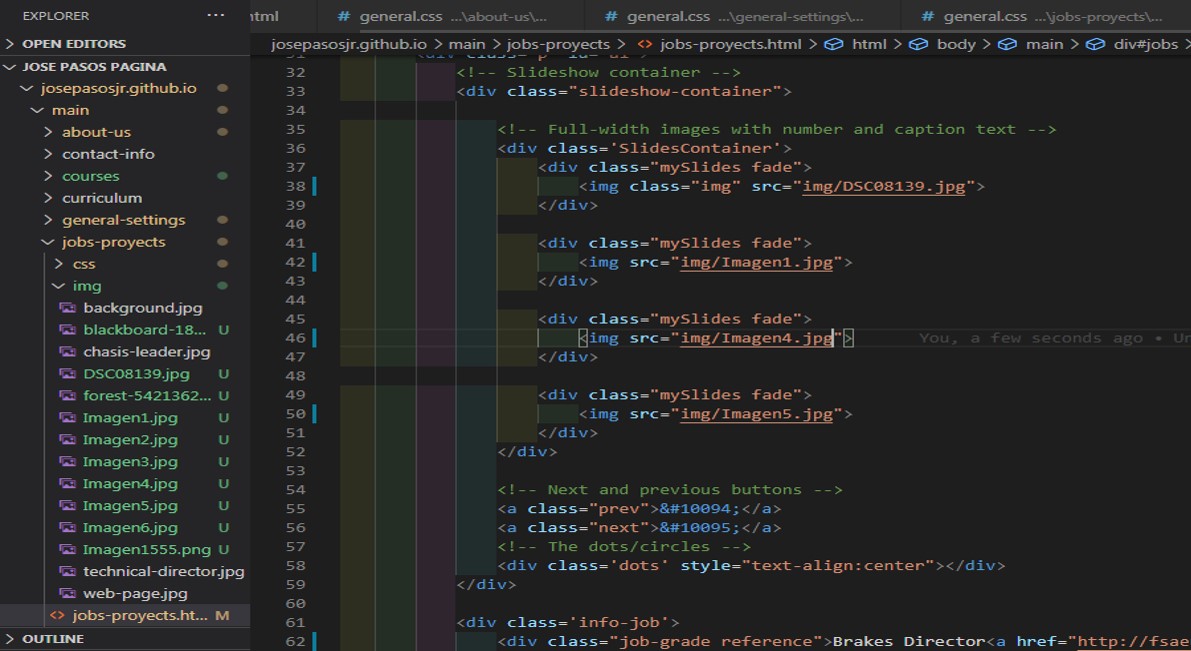 EXPLORER ···
OPEN EDITORS
JOSE PASOS PAGINA
josepasosjr.github.io
main
about-us
contact-info
courses
curriculum
general-settings
jobs-proyects
css
img
background.jpg
blackboard-18... U
chasis-leader.jpg
DSC08139.jpg U
forest-5421362... U
Imagen1.jpg U
Imagen2.jpg U
Imagen3.jpg U
Imagen4.jpg U
Imagen5.jpg U
Imagen6.jpg U
Imagen1555.png U
technical-director.jpg
web-page.jpg
<> jobs-proyects.ht... M
OUTLINE
html # general.css ...\about-us\... # general.css ...\general-settings\... # general.css ...\jobs-proyects\...
josepasosjr.github.io > main > jobs-proyects > <> jobs-proyects.html > html > body > main > div#jobs >
32 <!-- Slideshow container -->
33 <div class="slideshow-container">
34
35 <!-- Full-width images with number and caption text -->
36 <div class='SlidesContainer'>
37 <div class="mySlides fade">
38 <img class="img" src="img/DSC08139.jpg">
39 </div>
40
41 <div class="mySlides fade">
42 <img src="img/Imagen1.jpg">
43 </div>
44
45 <div class="mySlides fade">
46 <img src="img/Imagen4.jpg"> You, a few seconds ago • Un
47 </div>
48
49 <div class="mySlides fade">
50 <img src="img/Imagen5.jpg">
51 </div>
52 </div>
53
54 <!-- Next and previous buttons -->
55 <a class="prev">&#10094;</a>
56 <a class="next">&#10095;</a>
57 <!-- The dots/circles -->
58 <div class='dots' style="text-align:center"></div>
59 </div>
60
61 <div class='info-job'>
62 <div class="job-grade reference">Brakes Director<a href="http://fsae